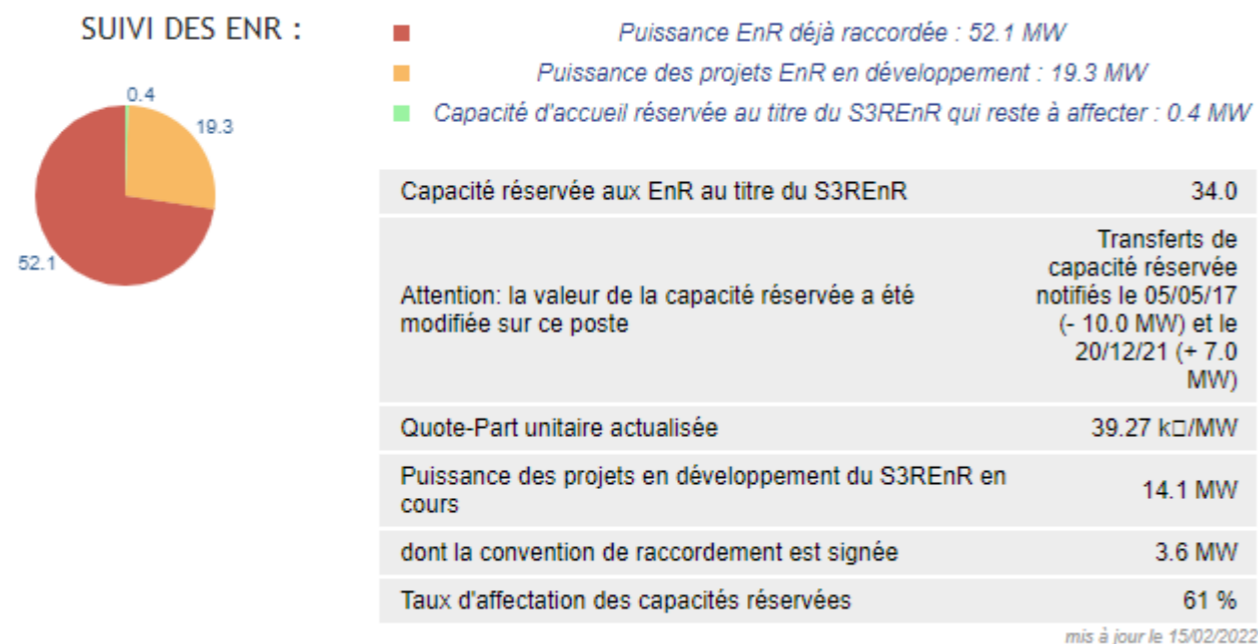 SUIVI DES ENR :
Puissance EnR déjà raccordée : 52.1 MW
Puissance des projets EnR en développement : 19.3 MW
Capacité d'accueil réservée au titre du S3REnR qui reste à affecter : 0.4 MW
0.4
19.3
52.1
Capacité réservée aux EnR au titre du S3REnR 34.0
Attention: la valeur de la capacité réservée a été
modifiée sur ce poste
Transferts de
capacité réservée
notifiés le 05/05/17
(- 10.0 MW) et le
20/12/21 (+ 7.0
MW)
Quote-Part unitaire actualisée 39.27 k□/MW
Puissance des projets en développement du S3REnR en
cours
14.1 MW
dont la convention de raccordement est signée 3.6 MW
Taux d'affectation des capacités réservées 61 %
mis à jour le 15/02/2022